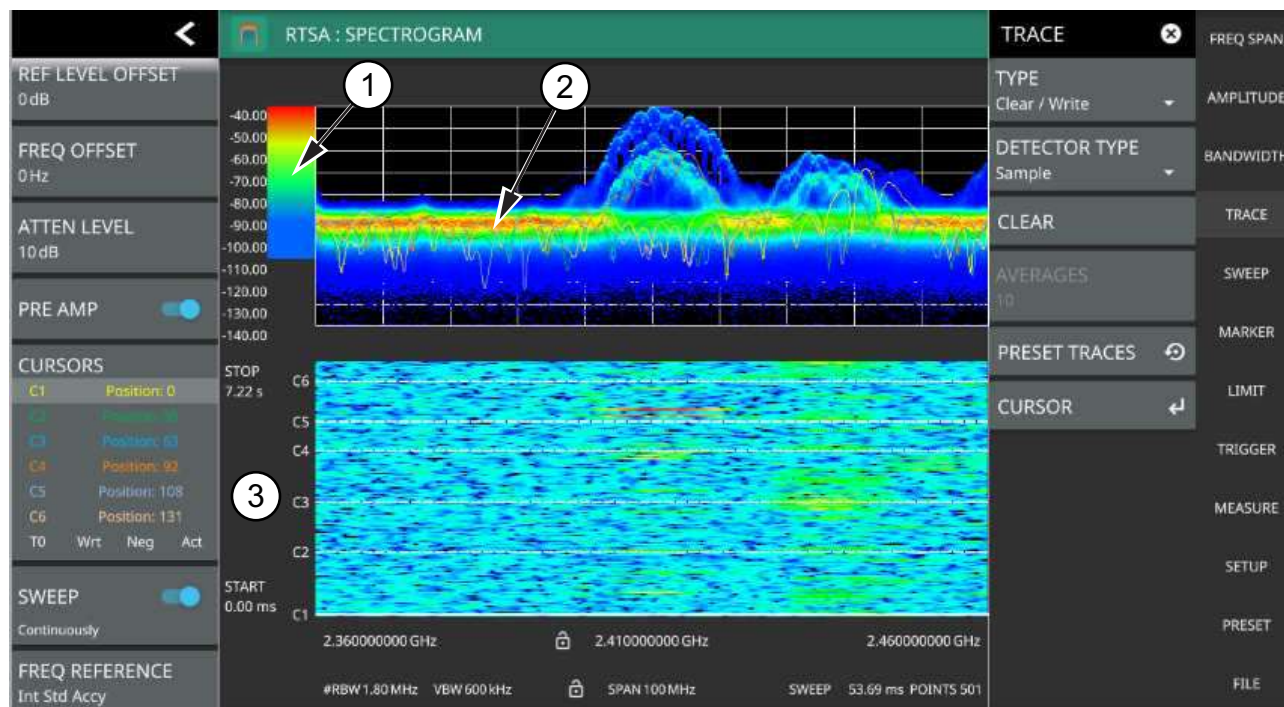 RTSA : SPECTROGRAM
REF LEVEL OFFSET
0 dB
FREQ OFFSET
0 Hz
ATTEN LEVEL
10 dB
PRE AMP
CURSORS
C1 Position: 0
C2
C3 Position: 63
C4 Position: 92
C5 Position: 108
C6 Position: 131
T0 Wrt Neg Act
SWEEP
Continuously
FREQ REFERENCE
Int Std Accy
1
2
3
-40.00
-50.00
-60.00
-70.00
-80.00
-90.00
-100.00
-110.00
-120.00
-130.00
-140.00
STOP
7.22 s
C6
C5
C4
C3
C2
START
0.00 ms
C1
2.360000000 GHz 2.410000000 GHz 2.460000000 GHz
#RBW 1.80 MHz VBW 600 kHz SPAN 100 MHz SWEEP 53.69 ms POINTS 501
TRACE
TYPE
Clear / Write
DETECTOR TYPE
Sample
CLEAR
AVERAGES
10
PRESET TRACES
CURSOR
FREQ SPAN
AMPLITUDE
BANDWIDTH
TRACE
SWEEP
MARKER
LIMIT
TRIGGER
MEASURE
SETUP
PRESET
FILE